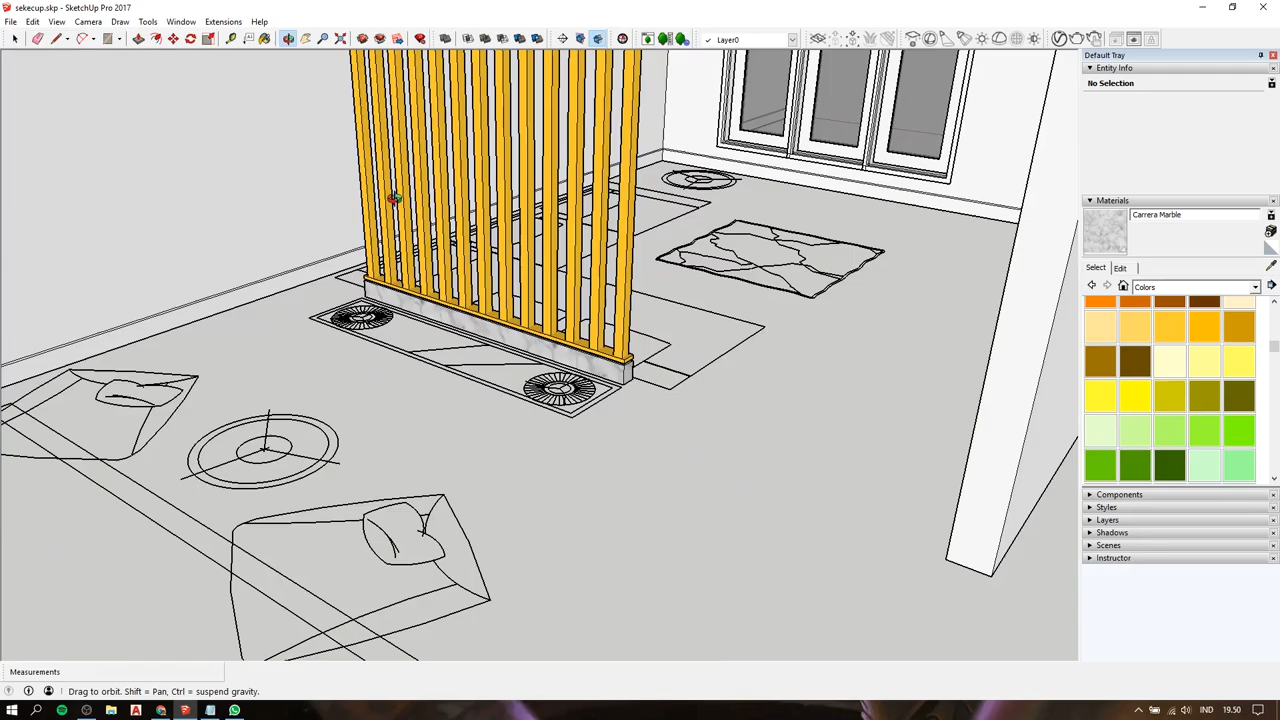 sekecup.skp - SketchUp Pro 2017
File Edit View Camera Draw Tools Window Extensions Help
Layer0
Default Tray
Entity Info
No Selection
Materials
Carrera Marble
Select Edit
Colors
Components
Styles
Layers
Shadows
Scenes
Instructor
Measurements
Drag to orbit. Shift = Pan, Ctrl = suspend gravity.
IND 19.50